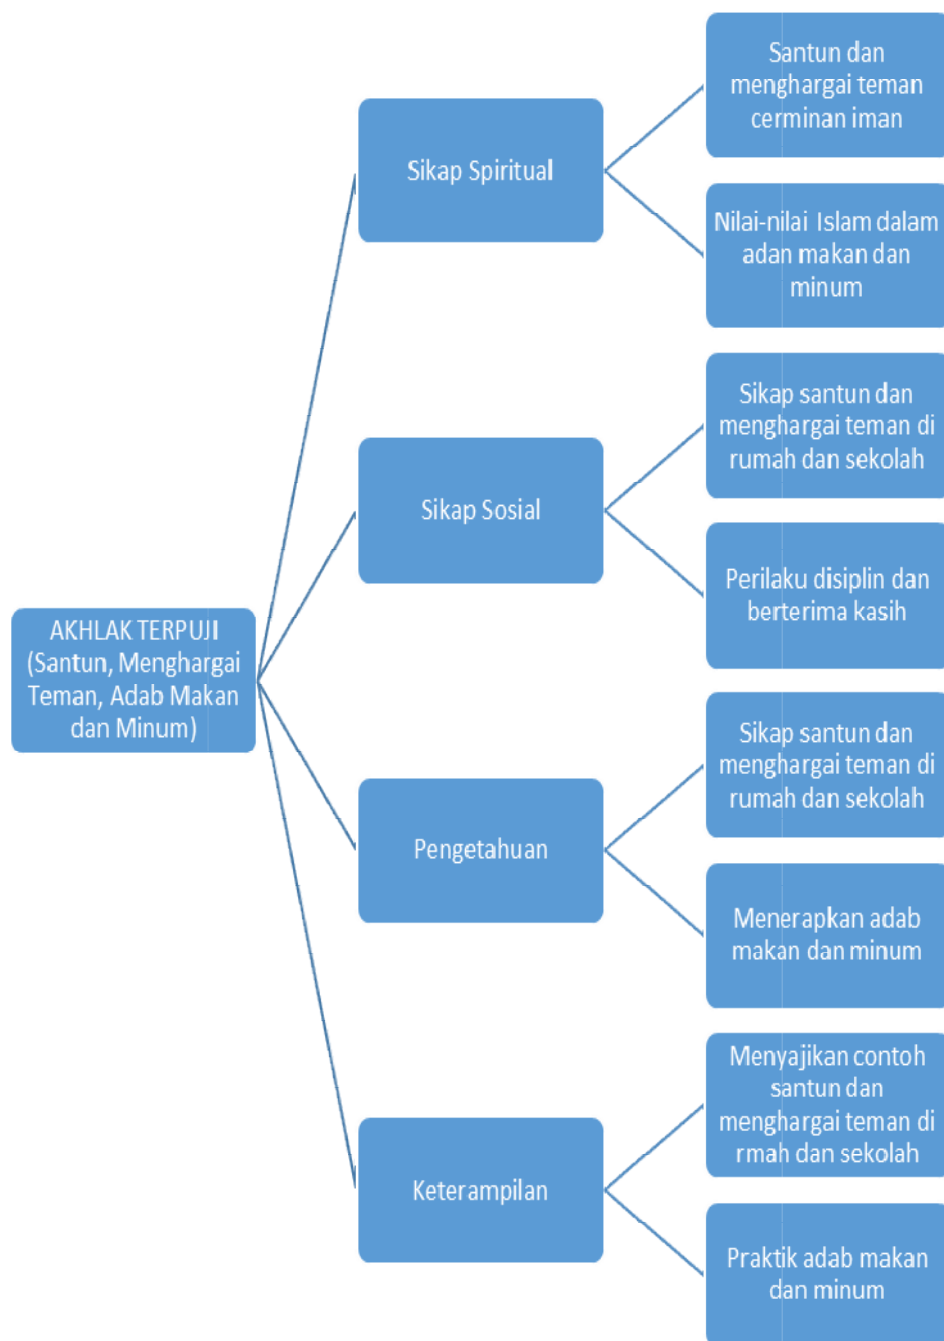 AKHLAK TERPUJI
(Santun, Menghargai
Teman, Adab Makan
dan Minum)
Sikap Spiritual
Santun dan
menghargai teman
cerminan iman
Nilai-nilai Islam dalam
adan makan dan
minum
Sikap Sosial
Sikap santun dan
menghargai teman di
rumah dan sekolah
Perilaku disiplin dan
berterima kasih
Pengetahuan
Sikap santun dan
menghargai teman di
rumah dan sekolah
Menerapkan adab
makan dan minum
Keterampilan
Menyajikan contoh
santun dan
menghargai teman di
rmah dan sekolah
Praktik adab makan
dan minum